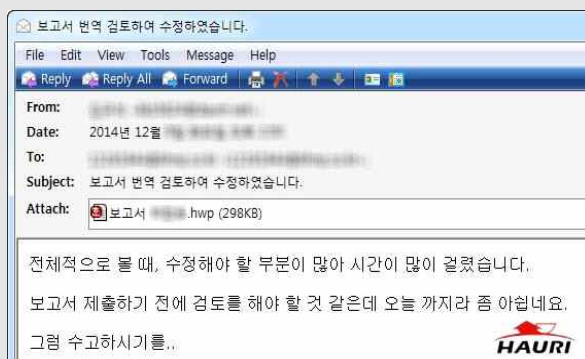 보고서 번역 검토하여 수정하였습니다.
File Edit View Tools Message Help
Reply Reply All Forward
From:
Date: 2014년 12월
To:
Subject: 보고서 번역 검토하여 수정하였습니다.
Attach: 보고서 .hwp (298KB)
전체적으로 볼 때, 수정해야 할 부분이 많아 시간이 많이 걸렸습니다.
보고서 제출하기 전에 검토를 해야 할 것 같은데 오늘 까지라 좀 아쉽네요.
그럼 수고하시기를..
HAURI